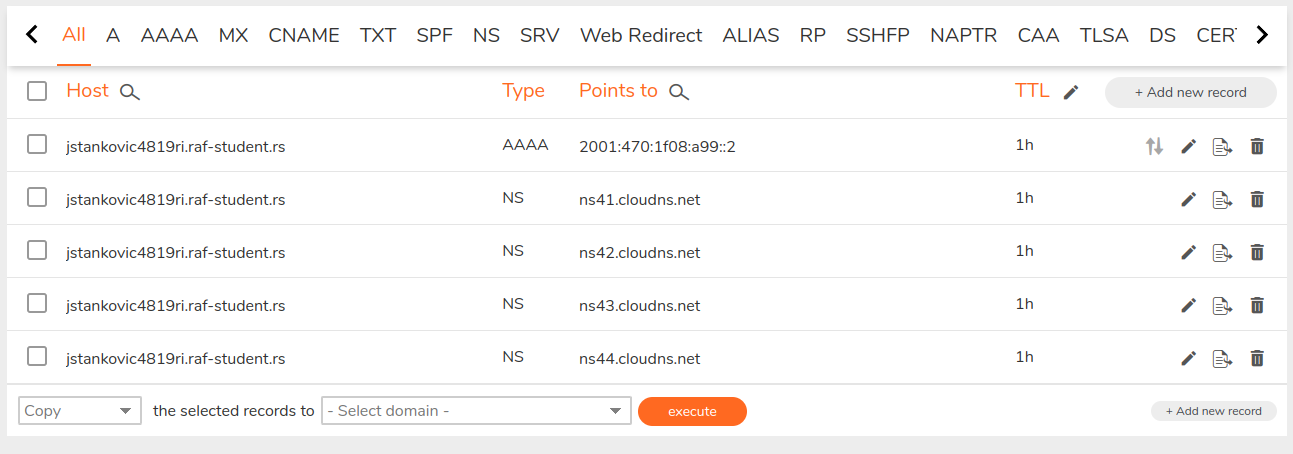 All A AAAA MX CNAME TXT SPF NS SRV Web Redirect ALIAS RP SSHFP NAPTR CAA TLSA DS CER
Host Type Points to TTL + Add new record
jstankovic4819ri.raf-student.rs AAAA 2001:470:1f08:a99::2 1h
jstankovic4819ri.raf-student.rs NS ns41.cloudns.net 1h
jstankovic4819ri.raf-student.rs NS ns42.cloudns.net 1h
jstankovic4819ri.raf-student.rs NS ns43.cloudns.net 1h
jstankovic4819ri.raf-student.rs NS ns44.cloudns.net 1h
Copy the selected records to - Select domain - execute + Add new record